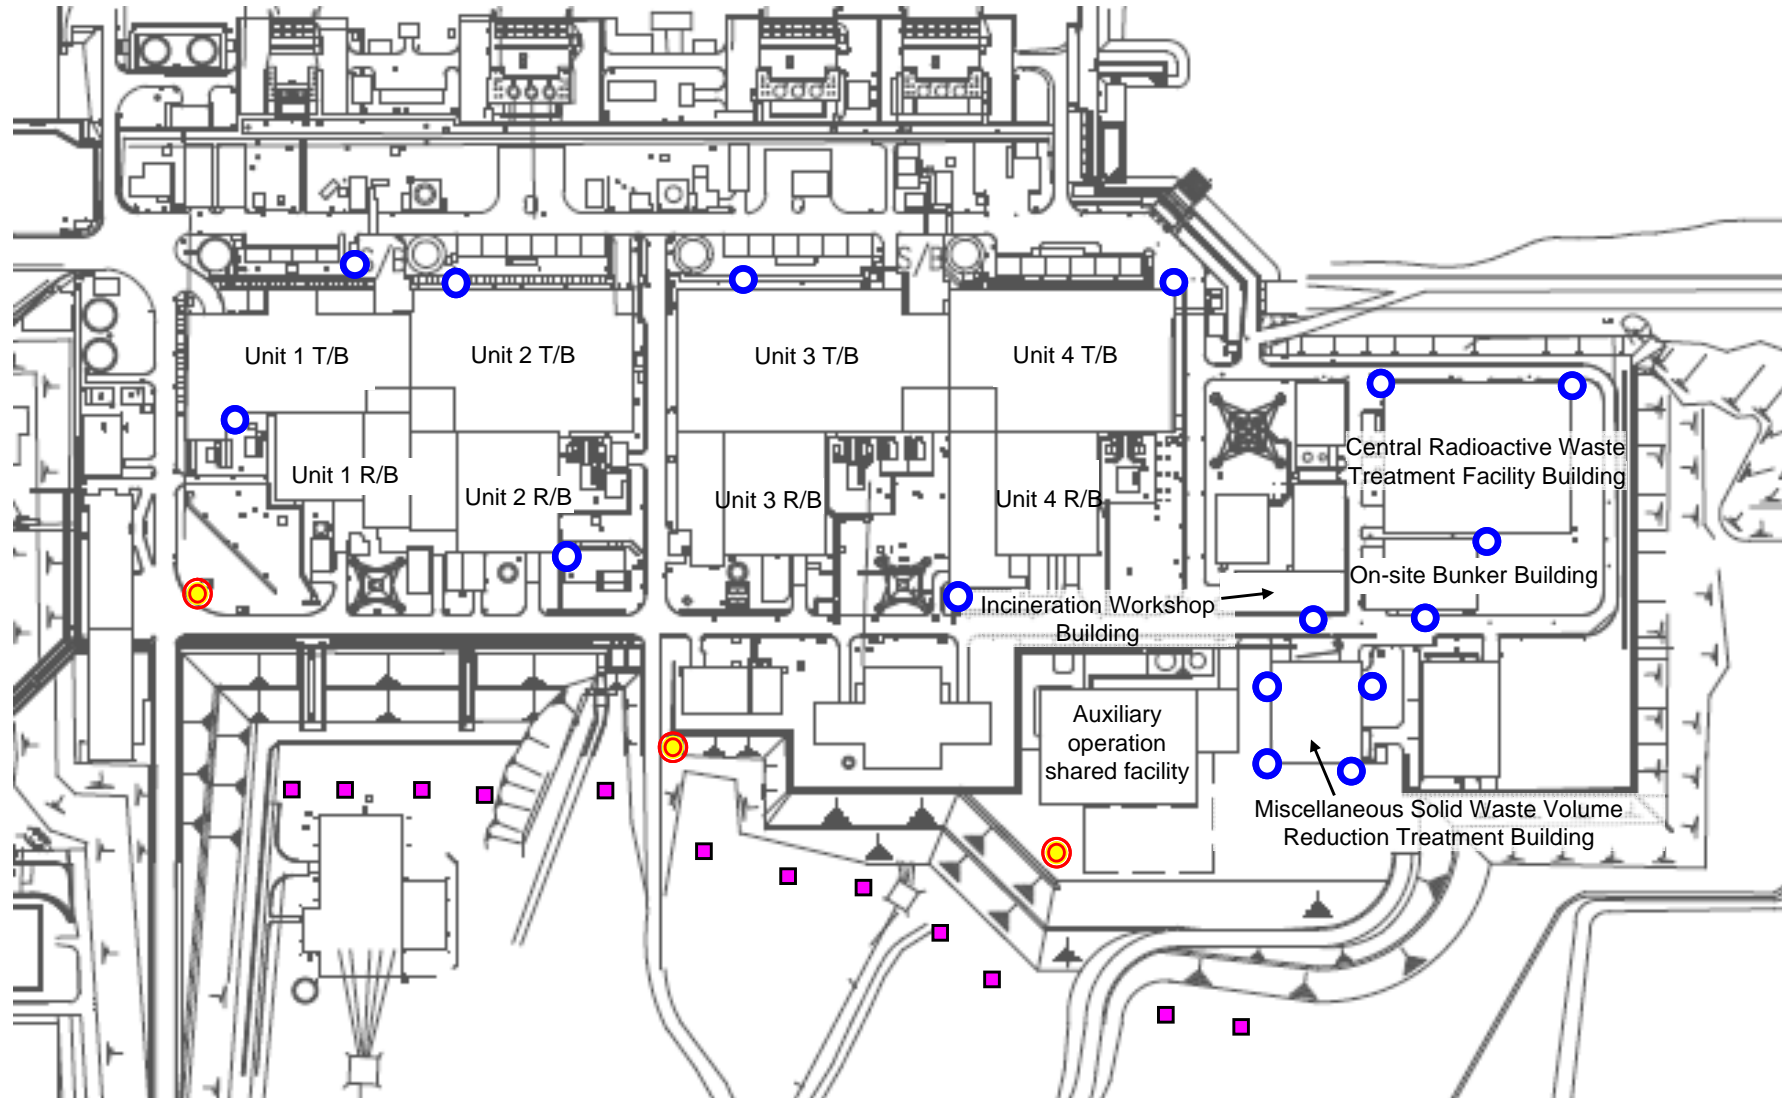 S/B
S/B
Unit 1 T/B
Unit 2 T/B
Unit 3 T/B
Unit 4 T/B
Unit 1 R/B
Unit 2 R/B
Unit 3 R/B
Unit 4 R/B
Central Radioactive Waste
Treatment Facility Building
On-site Bunker Building
Incineration Workshop
Building
Auxiliary
operation
shared facility
Miscellaneous Solid Waste Volume
Reduction Treatment Building